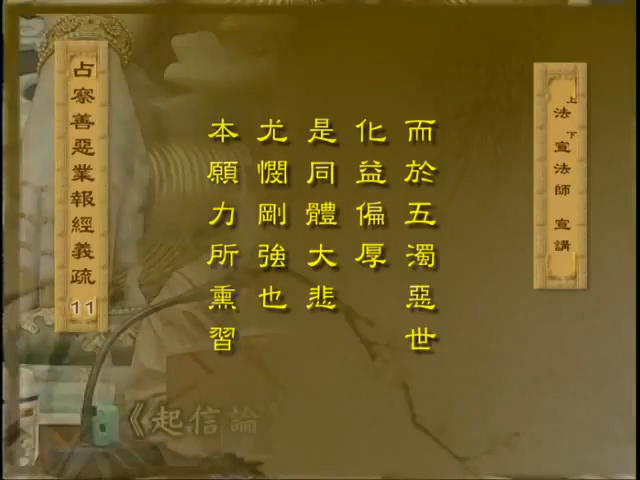 上法下宣法師 宣講
而於五濁惡世
化益偏厚
是同體大悲
尤憫剛強也
本願力所熏習
占察善惡業報經義疏 11
《起信論